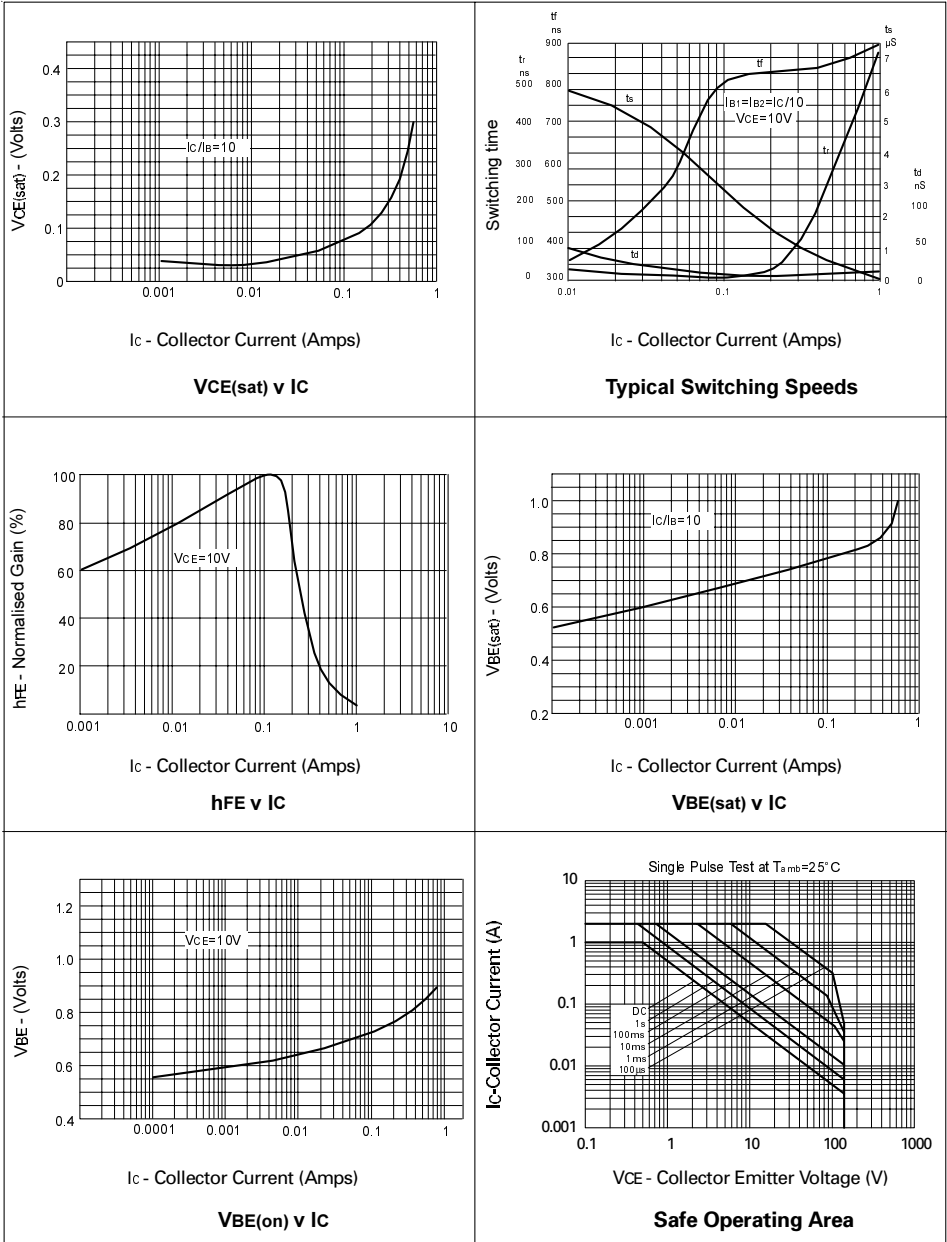 VCE(sat) - (Volts)
0.4
0.3
0.2
0.1
0
IC/IB=10
0.001 0.01 0.1 1
IC - Collector Current (Amps)
VCE(sat) v IC
Switching time
tf
ns
900
800
700
600
500
400
300
tr
ns
500
400
300
200
100
0
ts
µS
7
6
5
4
3
2
1
0
td
nS
100
50
0
tf
ts
IB1=IB2=IC/10
VCE=10V
tr
td
0.01 0.1 1
IC - Collector Current (Amps)
Typical Switching Speeds
hFE - Normalised Gain (%)
100
80
60
40
20
VCE=10V
0.001 0.01 0.1 1 10
IC - Collector Current (Amps)
hFE v IC
VBE(sat) - (Volts)
1.0
0.8
0.6
0.4
0.2
IC/IB=10
0.001 0.01 0.1 1
IC - Collector Current (Amps)
VBE(sat) v IC
VBE - (Volts)
1.2
1.0
0.8
0.6
0.4
VCE=10V
0.0001 0.001 0.01 0.1 1
IC - Collector Current (Amps)
VBE(on) v IC
Single Pulse Test at Tamb=25°C
IC-Collector Current (A)
10
1
0.1
0.01
0.001
DC
1s
100ms
10ms
1ms
100µs
0.1 1 10 100 1000
VCE - Collector Emitter Voltage (V)
Safe Operating Area